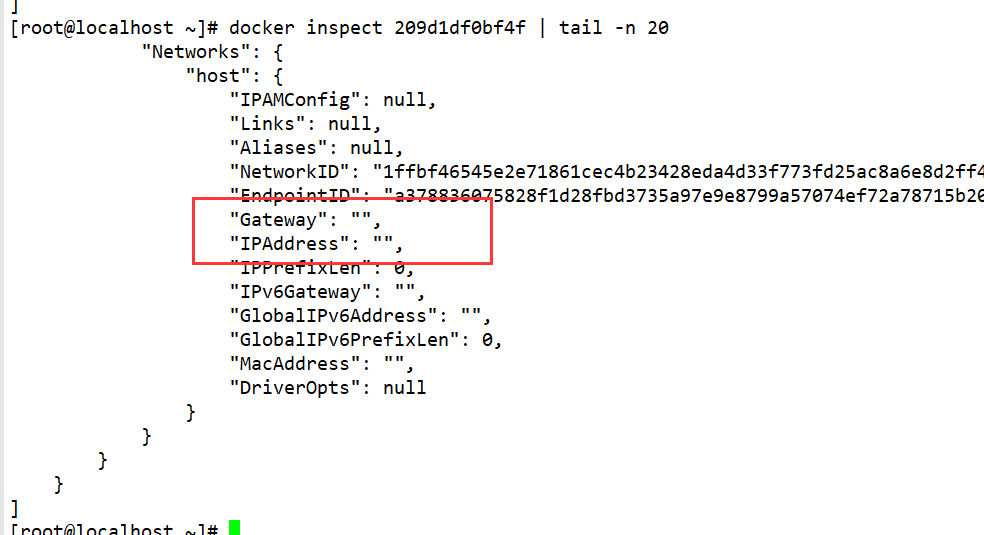 ]
[root@localhost ~]# docker inspect 209d1df0bf4f | tail -n 20
"Networks": {
"host": {
"IPAMConfig": null,
"Links": null,
"Aliases": null,
"NetworkID": "1ffbf46545e2e71861cec4b23428eda4d33f773fd25ac8a6e8d2ff4
"EndpointID": "a378836075828f1d28fbd3735a97e9e8799a57074ef72a78715b20
"Gateway": "",
"IPAddress": "",
"IPPrefixLen": 0,
"IPv6Gateway": "",
"GlobalIPv6Address": "",
"GlobalIPv6PrefixLen": 0,
"MacAddress": "",
"DriverOpts": null
}
}
}
}
]
[root@localhost ~]#